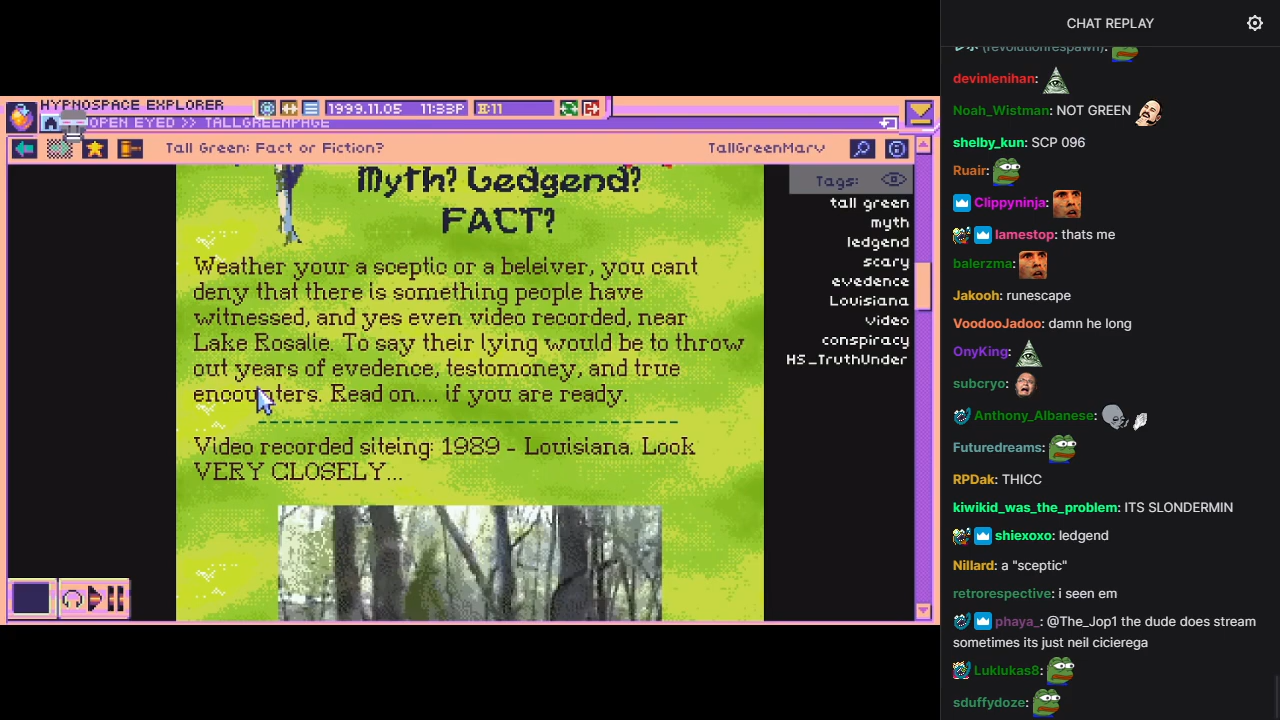 CHAT REPLAY
HYPNOSPACE EXPLORER
1999.11.05 11:33P
:11
OPEN EYED >> TALLGREENPAGE
Tall Green: Fact or Fiction?
TallGreenMarv
Myth? Ledgend?
FACT?
Weather your a sceptic or a beleiver, you cant
deny that there is something people have
witnessed, and yes even video recorded, near
Lake Rosalie. To say their lying would be to throw
out years of evedence, testomoney, and true
encounters. Read on.... if you are ready.
------------------------------------
Video recorded siteing: 1989 - Louisiana. Look
VERY CLOSELY...
Tags:
tall green
myth
ledgend
scary
evedence
Louisiana
video
conspiracy
HS_TruthUnder
(revolutionrespawn):
devinlenihan:
Noah_Wistman: NOT GREEN
shelby_kun: SCP 096
Ruair:
Clippyninja:
lamestop: thats me
balerzma:
Jakooh: runescape
VoodooJadoo: damn he long
OnyKing:
subcryo:
Anthony_Albanese:
Futuredreams:
RPDak: THICC
kiwikid_was_the_problem: ITS SLONDERMIN
shiexoxo: ledgend
Nillard: a "sceptic"
retrorespective: i seen em
phaya_: @The_Jop1 the dude does stream
sometimes its just neil cicierega
Luklukas8:
sduffydoze: